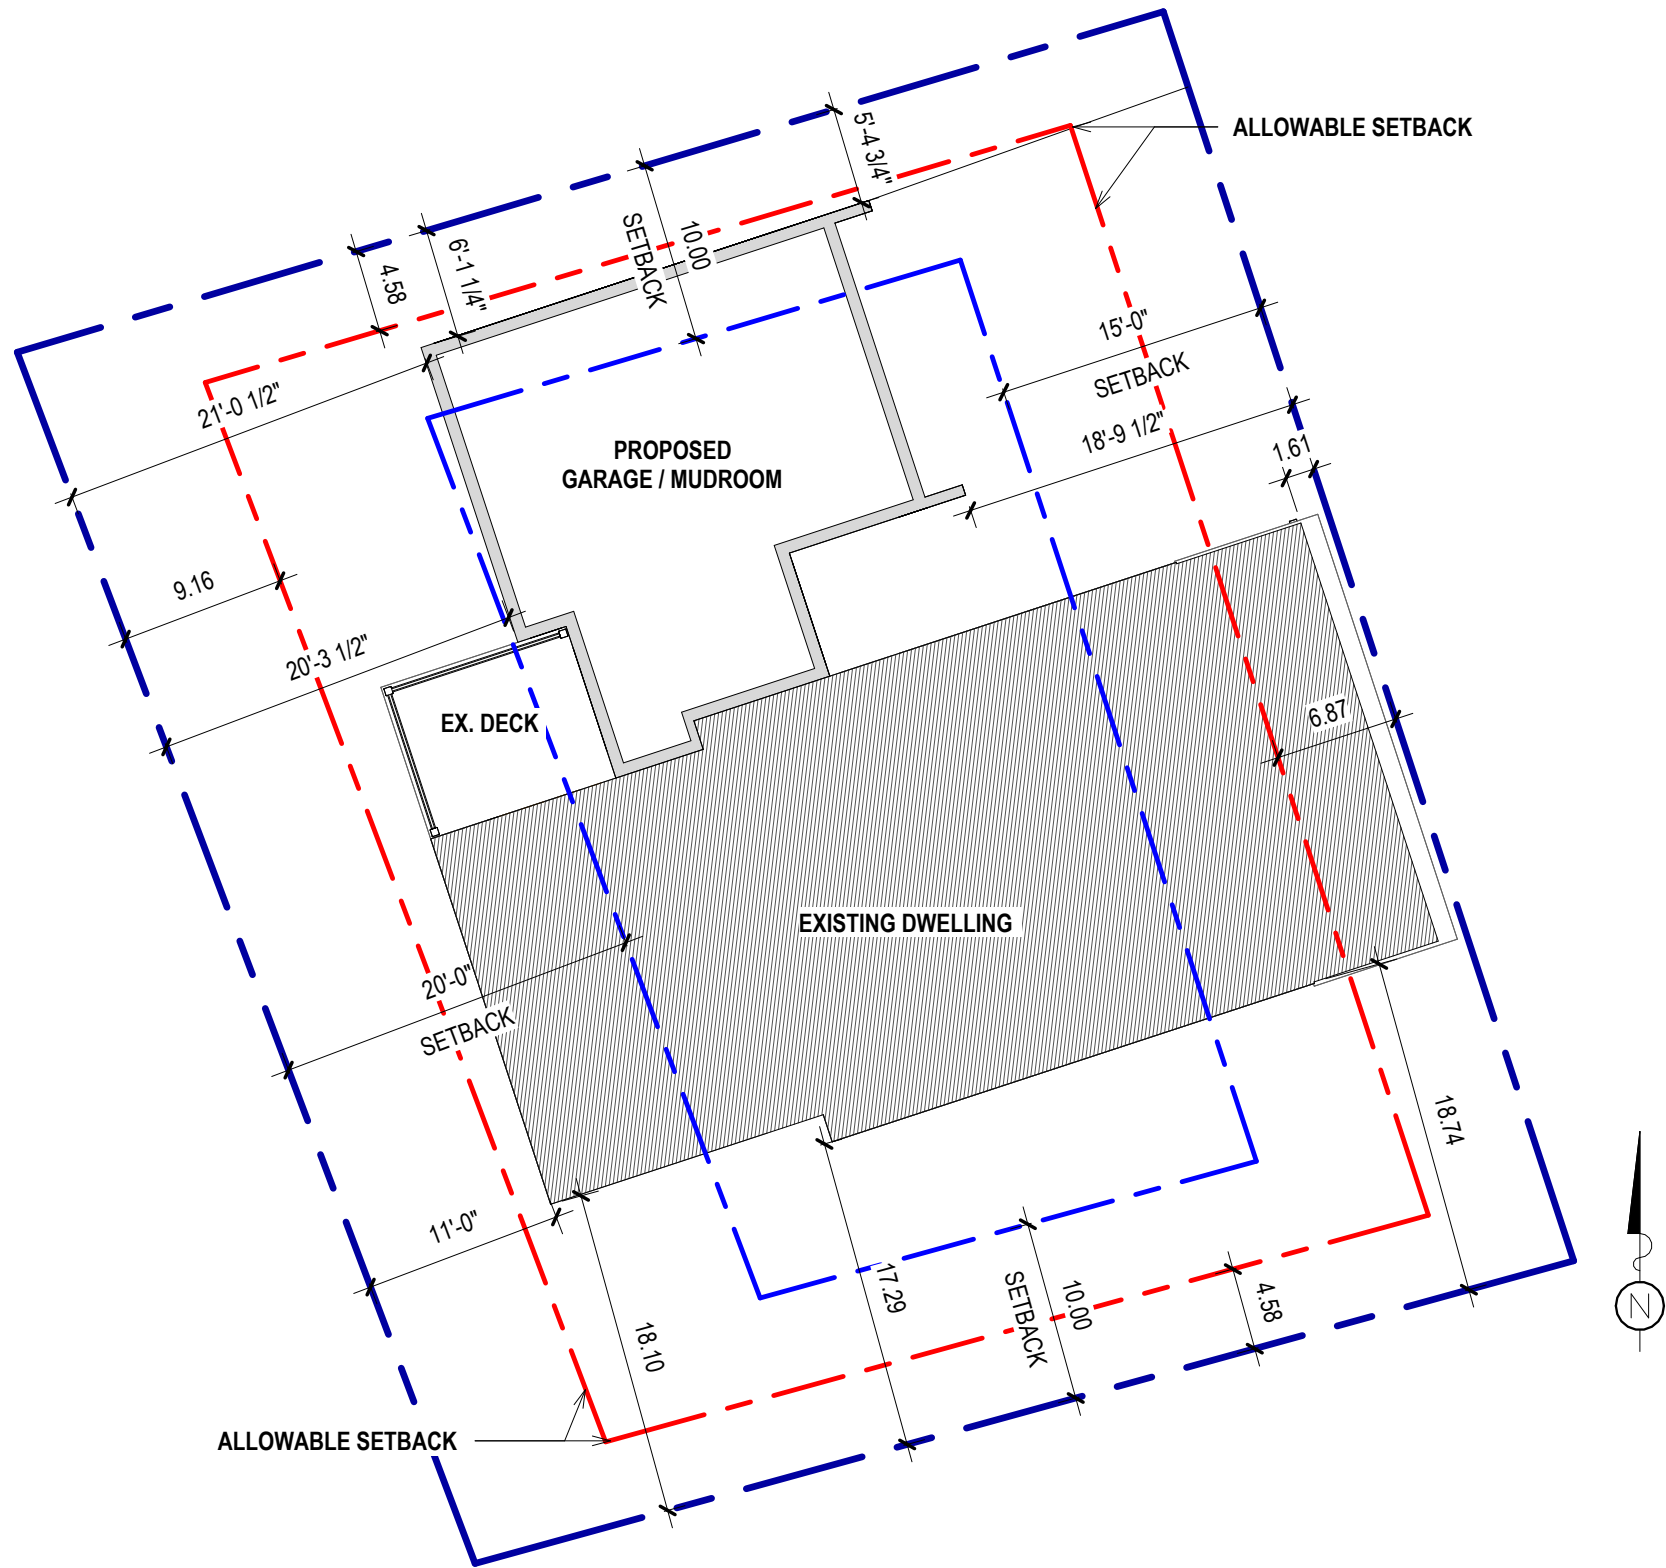 ALLOWABLE SETBACK
5'-4 3/4"
10.00
SETBACK
6'-1 1/4"
4.58
15'-0"
SETBACK
21'-0 1/2"
18'-9 1/2"
1.61
PROPOSED
GARAGE / MUDROOM
9.16
20'-3 1/2"
EX. DECK
6.87
EXISTING DWELLING
20'-0"
SETBACK
18.74
11'-0"
17.29
10.00
SETBACK
4.58
18.10
N
ALLOWABLE SETBACK